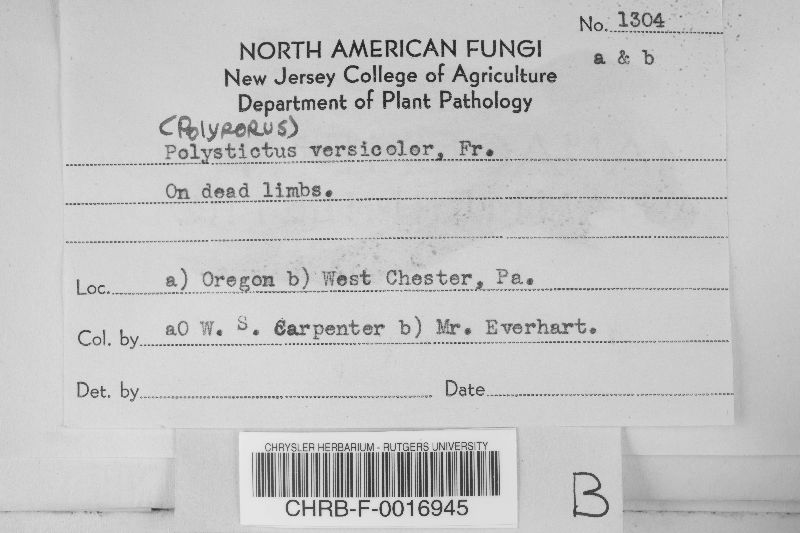 No. 1304
a & b
NORTH AMERICAN FUNGI
New Jersey College of Agriculture
Department of Plant Pathology
(Polyporus)
Polystictus versicolor, Fr.
On dead limbs.
Loc. a) Oregon b) West Chester, Pa.
Col. by aO W. S. Carpenter b) Mr. Everhart.
Det. by Date
CHRYSLER HERBARIUM - RUTGERS UNIVERSITY
CHRB-F-0016945
B